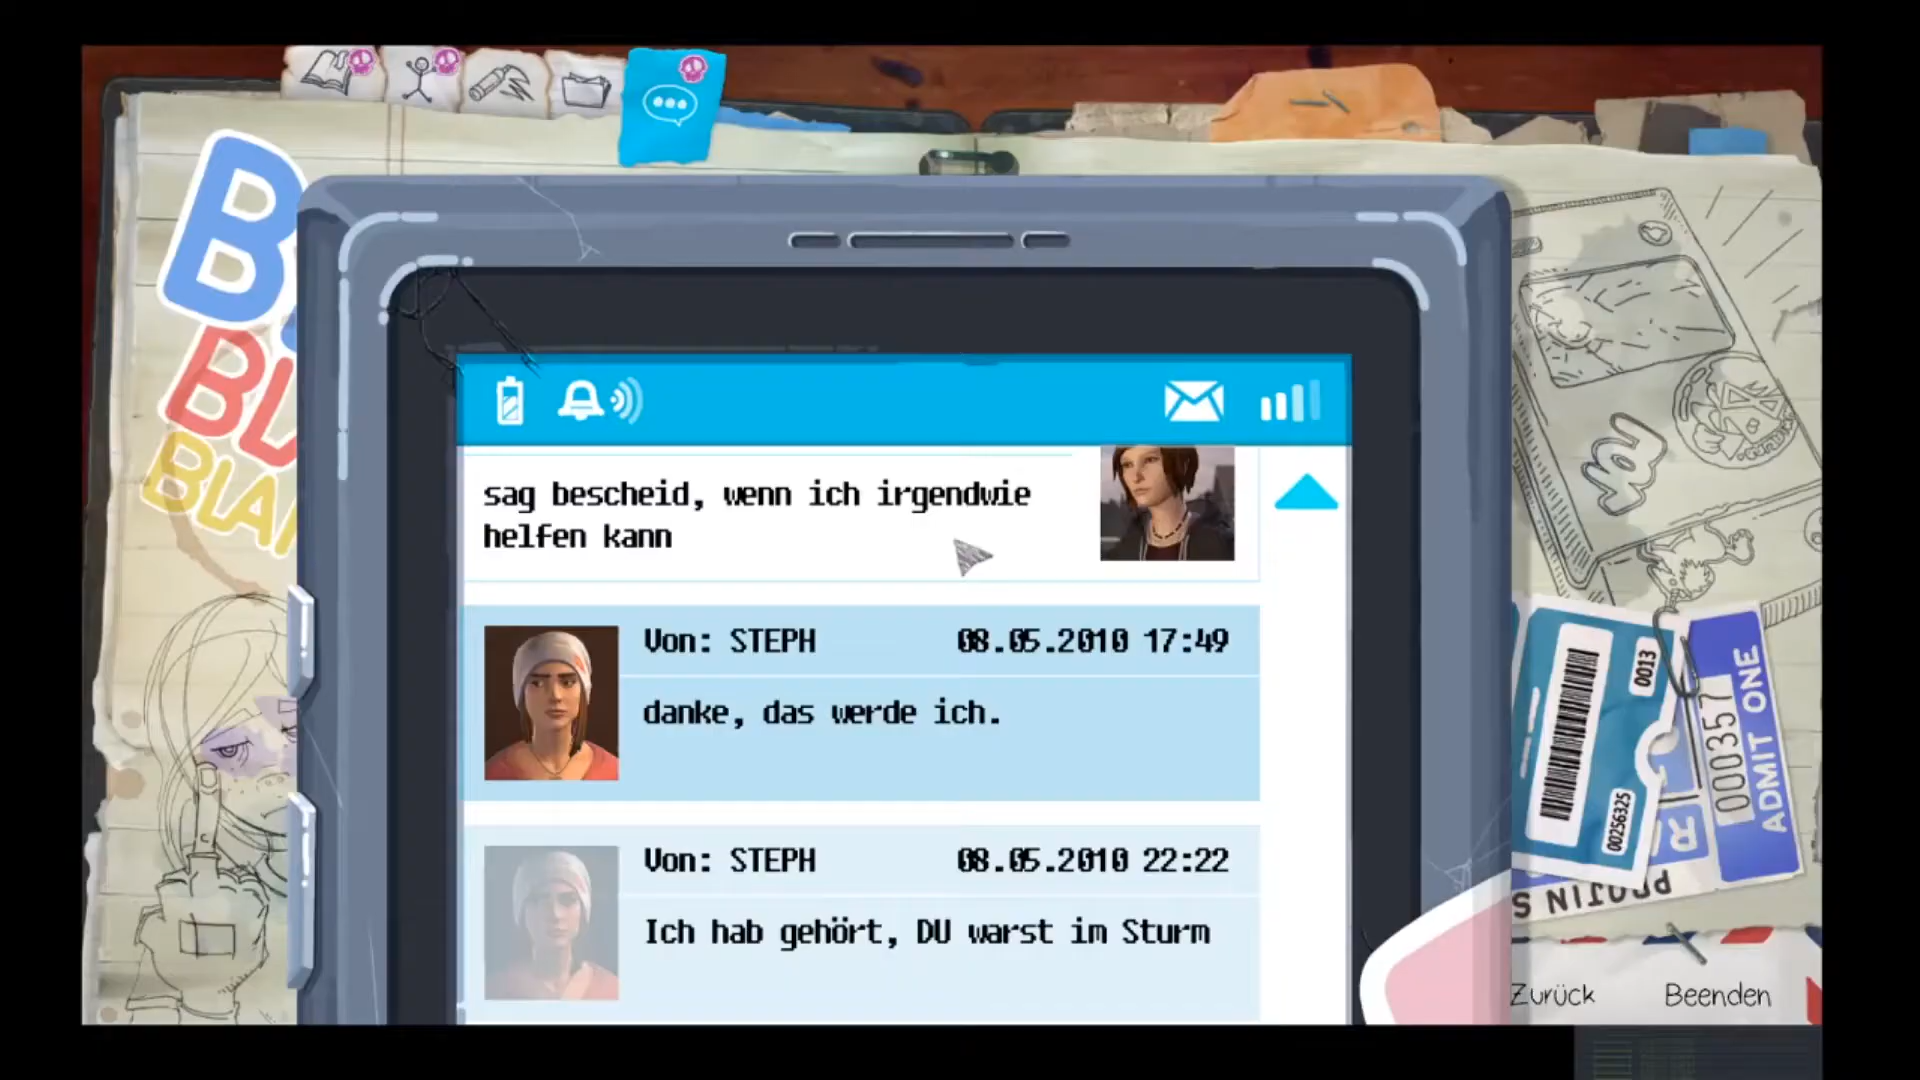 sag bescheid, wenn ich irgendwie
helfen kann
Von: STEPH 08.05.2010 17:49
danke, das werde ich.
Von: STEPH 08.05.2010 22:22
Ich hab gehört, DU warst im Sturm
0013
00256325
000357
ADMIT ONE
Zurück Beenden